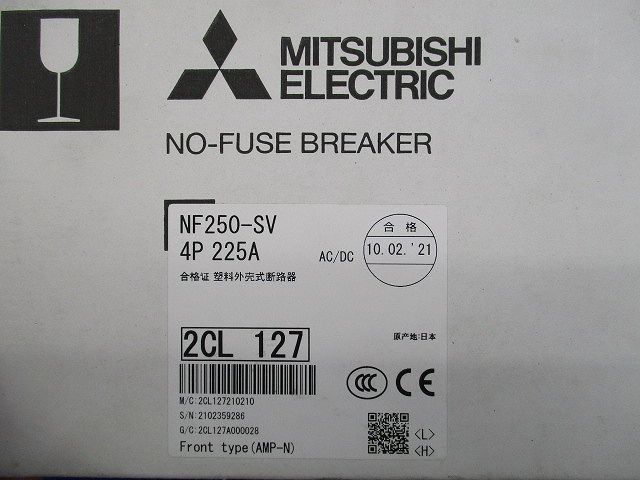 MITSUBISHI
ELECTRIC
NO-FUSE BREAKER
NF250-SV
4P 225A
AC/DC
合格
10.02.'21
合格证 塑料外壳式断路器
2CL 127
原产地:日本
M/C:2CL127210210
S/N:2102359286
G/C:2CL127A000028
CCC
CE
Front type(AMP-N)
<L>
<H>